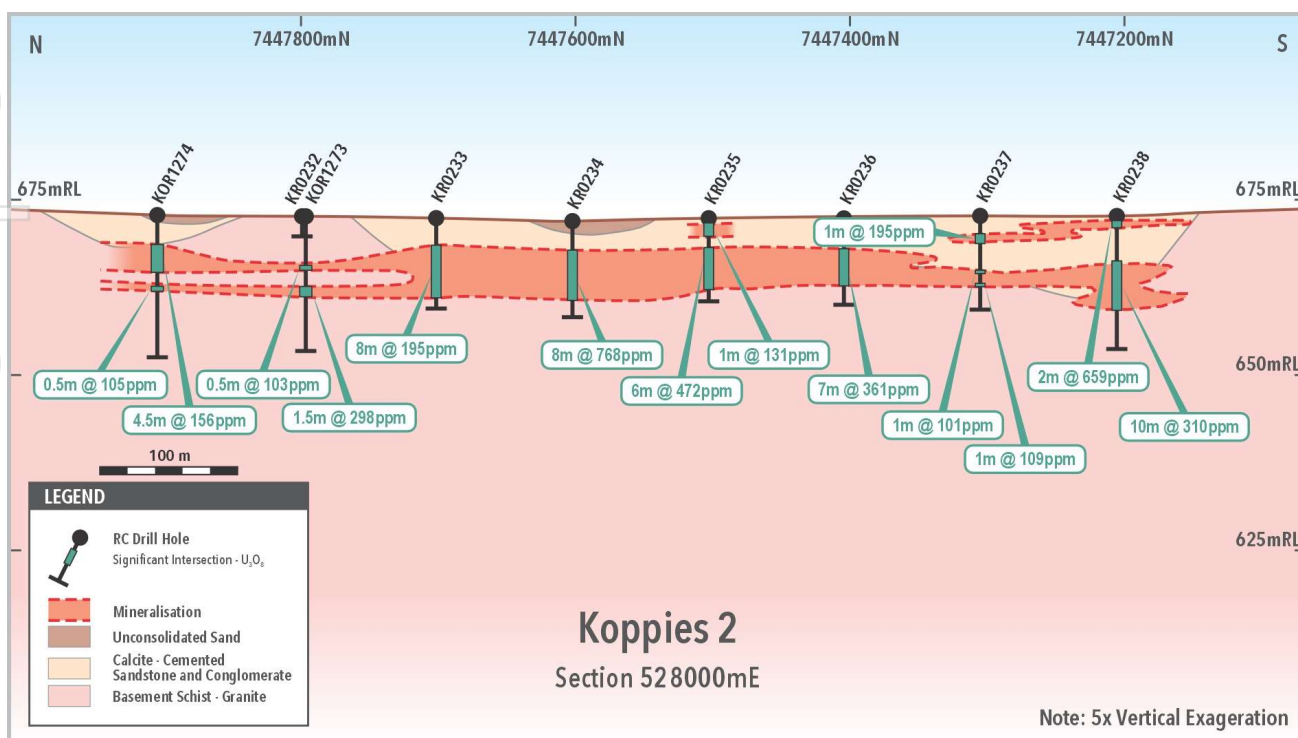 N
7447800mN
7447600mN
7447400mN
7447200mN
S
KOR1274
KR0232
KOR1273
KR0233
KR0234
KR0235
KR0236
KR0237
KR0238
675mRL
675mRL
1m @ 195ppm
8m @ 195ppm
8m @ 768ppm
1m @ 131ppm
650mRL
0.5m @ 105ppm
0.5m @ 103ppm
6m @ 472ppm
7m @ 361ppm
2m @ 659ppm
4.5m @ 156ppm
1.5m @ 298ppm
1m @ 101ppm
10m @ 310ppm
1m @ 109ppm
100 m
LEGEND
RC Drill Hole
Significant Intersection - U₃O₈
Mineralisation
Unconsolidated Sand
Calcite - Cemented
Sandstone and Conglomerate
Basement Schist - Granite
625mRL
Koppies 2
Section 528000mE
Note: 5x Vertical Exageration